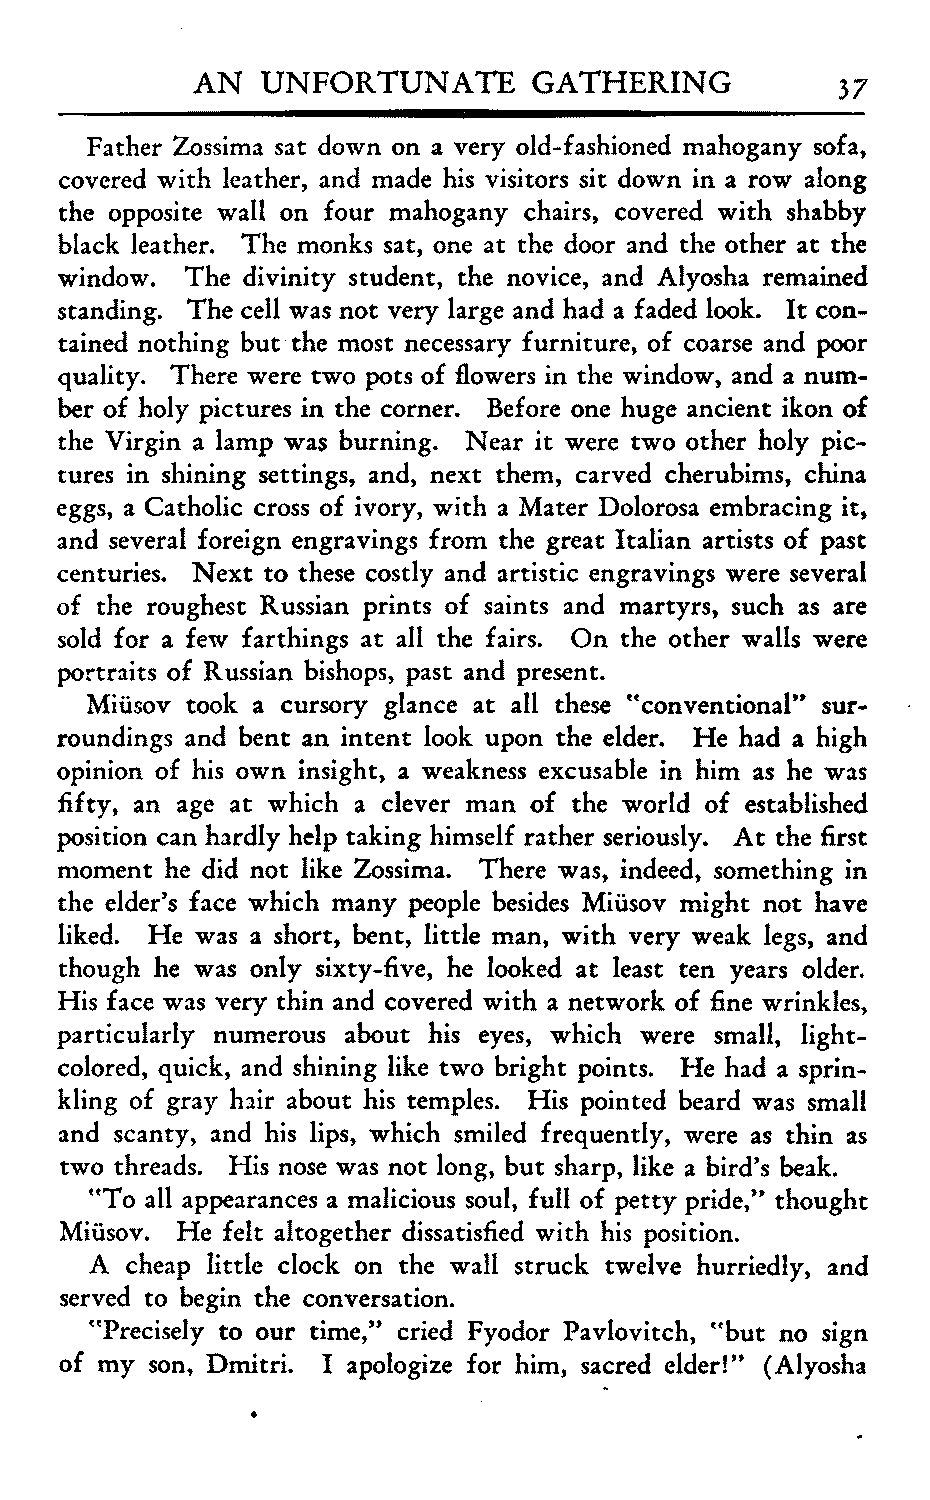 AN UNFORTUNATE GATHERING 37
Father Zossima sat down on a very old-fashioned mahogany sofa,
covered with leather, and made his visitors sit down in a row along
the opposite wall on four mahogany chairs, covered with shabby
black leather. The monks sat, one at the door and the other at the
window. The divinity student, the novice, and Alyosha remained
standing. The cell was not very large and had a faded look. It con-
tained nothing but the most necessary furniture, of coarse and poor
quality. There were two pots of flowers in the window, and a num-
ber of holy pictures in the corner. Before one huge ancient ikon of
the Virgin a lamp was burning. Near it were two other holy pic-
tures in shining settings, and, next them, carved cherubims, china
eggs, a Catholic cross of ivory, with a Mater Dolorosa embracing it,
and several foreign engravings from the great Italian artists of past
centuries. Next to these costly and artistic engravings were several
of the roughest Russian prints of saints and martyrs, such as are
sold for a few farthings at all the fairs. On the other walls were
portraits of Russian bishops, past and present.
Miüsov took a cursory glance at all these "conventional" sur-
roundings and bent an intent look upon the elder. He had a high
opinion of his own insight, a weakness excusable in him as he was
fifty, an age at which a clever man of the world of established
position can hardly help taking himself rather seriously. At the first
moment he did not like Zossima. There was, indeed, something in
the elder's face which many people besides Miüsov might not have
liked. He was a short, bent, little man, with very weak legs, and
though he was only sixty-five, he looked at least ten years older.
His face was very thin and covered with a network of fine wrinkles,
particularly numerous about his eyes, which were small, light-
colored, quick, and shining like two bright points. He had a sprin-
kling of gray hair about his temples. His pointed beard was small
and scanty, and his lips, which smiled frequently, were as thin as
two threads. His nose was not long, but sharp, like a bird's beak.
"To all appearances a malicious soul, full of petty pride," thought
Miüsov. He felt altogether dissatisfied with his position.
A cheap little clock on the wall struck twelve hurriedly, and
served to begin the conversation.
"Precisely to our time," cried Fyodor Pavlovitch, "but no sign
of my son, Dmitri. I apologize for him, sacred elder!" (Alyosha